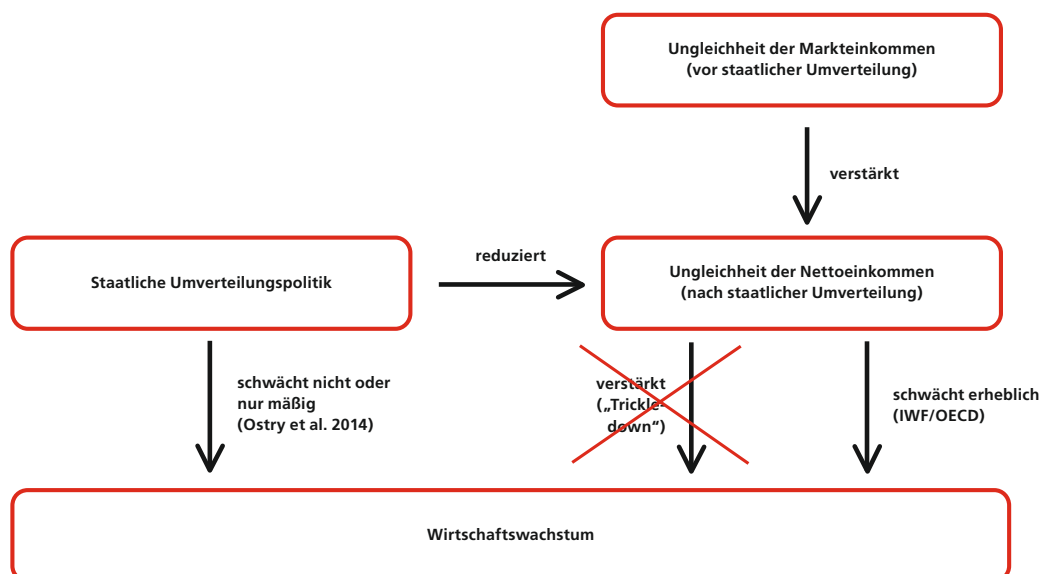 Ungleichheit der Markteinkommen
(vor staatlicher Umverteilung)
verstärkt
reduziert
Staatliche Umverteilungspolitik
Ungleichheit der Nettoeinkommen
(nach staatlicher Umverteilung)
schwächt nicht oder
nur mäßig
(Ostry et al. 2014)
verstärkt
(„Trickle-
down“)
schwächt erheblich
(IWF/OECD)
Wirtschaftswachstum